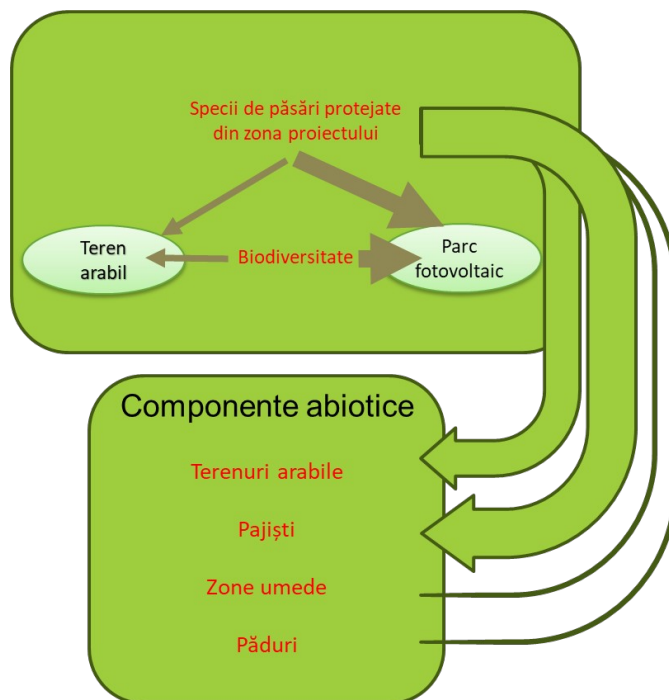 Specii de păsări protejate
din zona proiectului
Teren
arabil
Biodiversitate
Parc
fotovoltaic
Componente abiotice
Terenuri arabile
Pajiști
Zone umede
Păduri